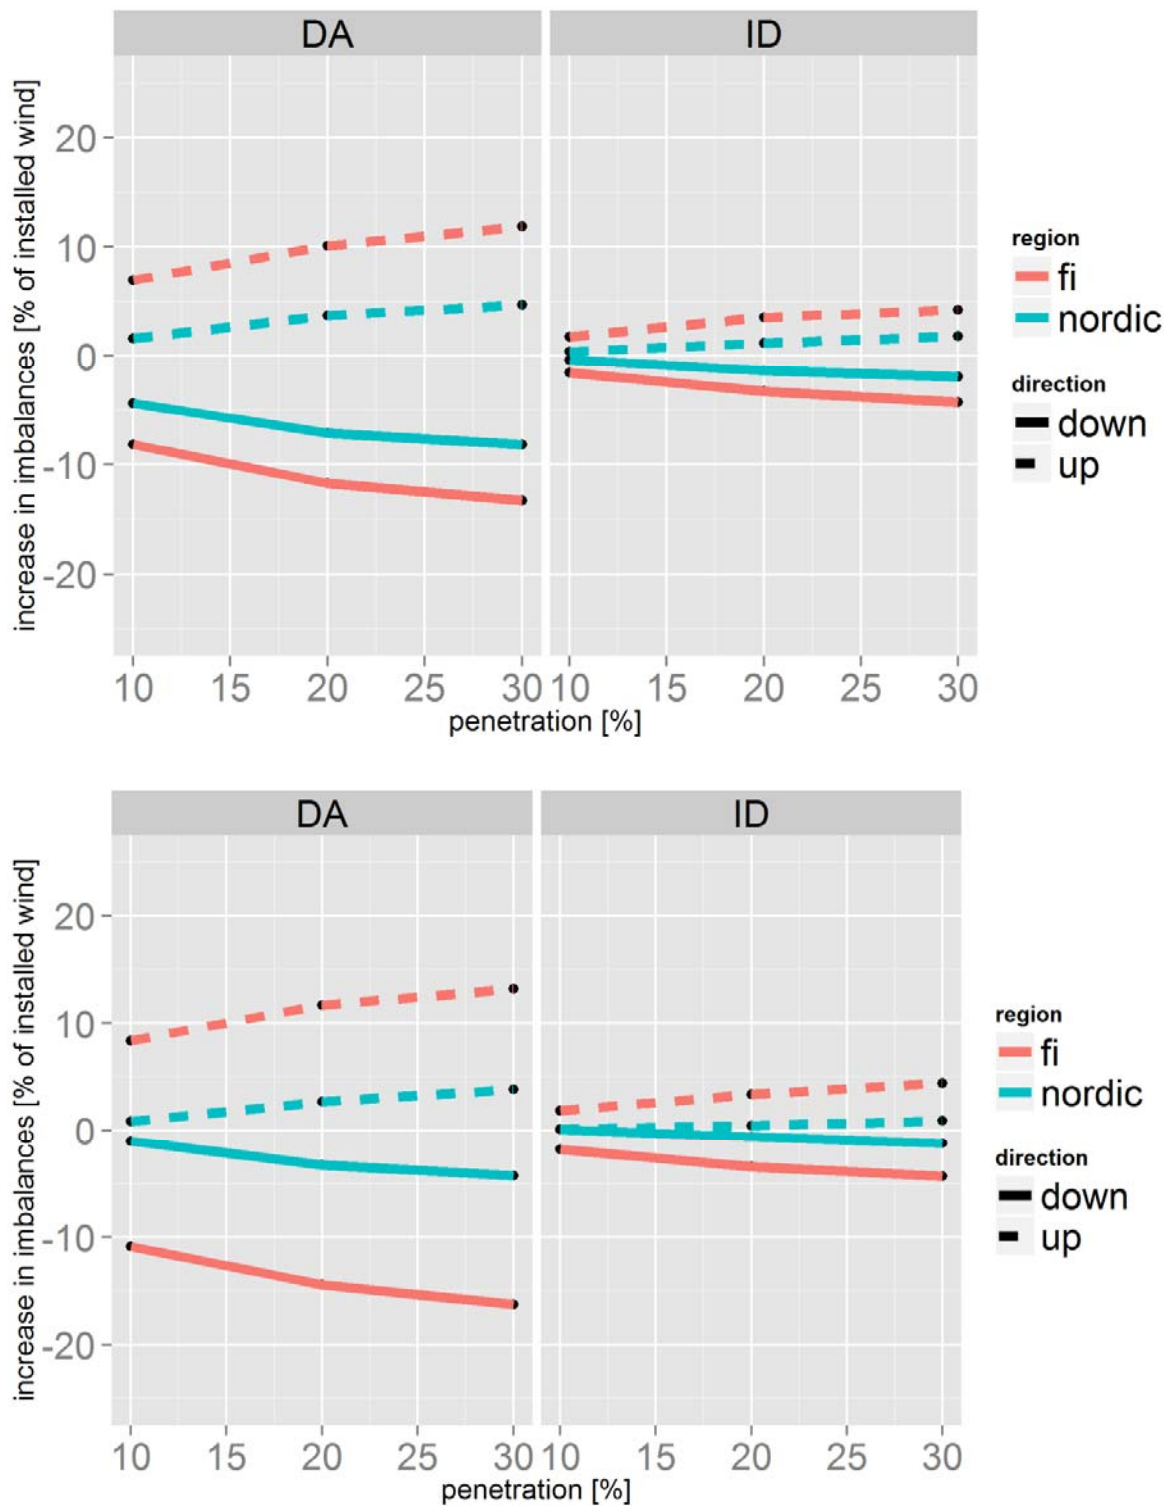 DA ID
increase in imbalances [% of installed wind]
20
10
0
-10
-20
10 15 20 25 30 10 15 20 25 30
penetration [%]
region
fi
nordic
direction
down
up
DA ID
increase in imbalances [% of installed wind]
20
10
0
-10
-20
10 15 20 25 30 10 15 20 25 30
penetration [%]
region
fi
nordic
direction
down
up